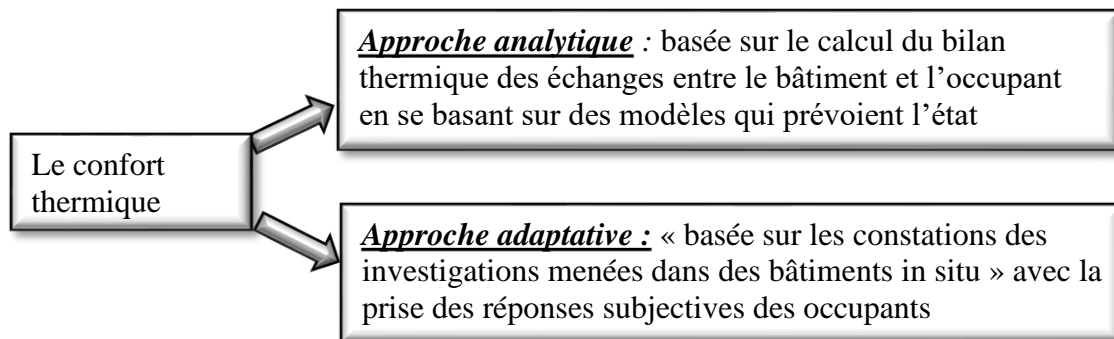 Approche analytique : basée sur le calcul du bilan
thermique des échanges entre le bâtiment et l’occupant
en se basant sur des modèles qui prévoient l’état
Le confort
thermique
Approche adaptative : « basée sur les constations des
investigations menées dans des bâtiments in situ » avec la
prise des réponses subjectives des occupants